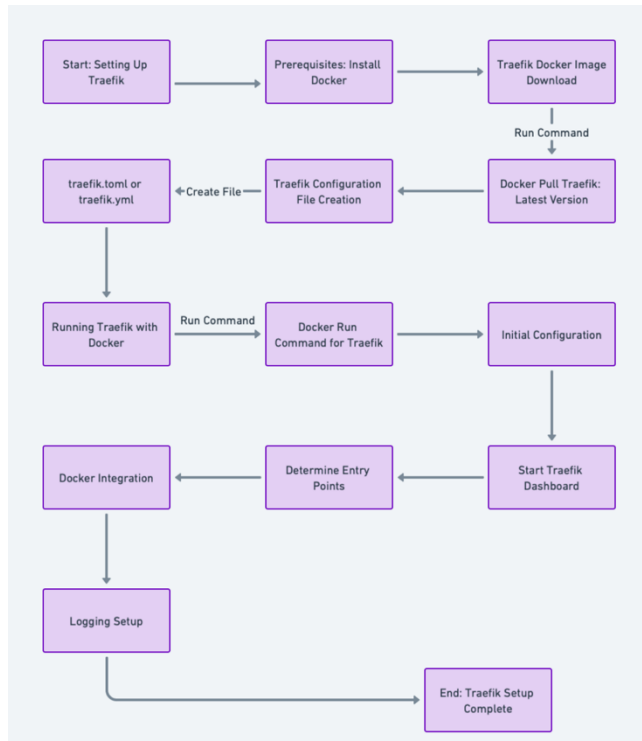 Start: Setting Up
Traefik
Prerequisites: Install
Docker
Traefik Docker Image
Download
Run Command
Docker Pull Traefik:
Latest Version
Traefik Configuration
File Creation
Create File
traefik.toml or
traefik.yml
Running Traefik with
Docker
Run Command
Docker Run
Command for Traefik
Initial Configuration
Start Traefik
Dashboard
Determine Entry
Points
Docker Integration
Logging Setup
End: Traefik Setup
Complete